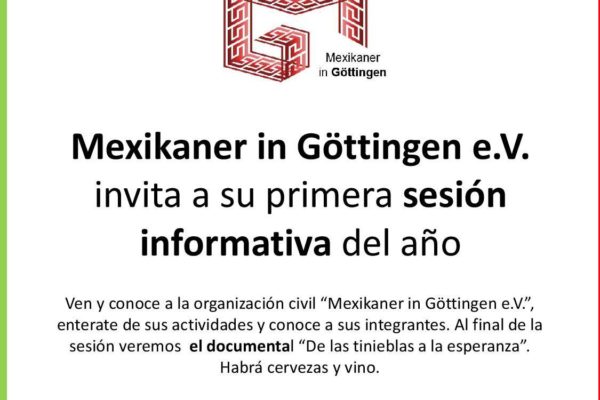 Mexikaner
in Göttingen
Mexikaner in Göttingen e.V.
invita a su primera sesión
informativa del año
Ven y conoce a la organización civil “Mexikaner in Göttingen e.V.”,
enterate de sus actividades y conoce a sus integrantes. Al final de la
sesión veremos el documental “De las tinieblas a la esperanza”.
Habrá cervezas y vino.